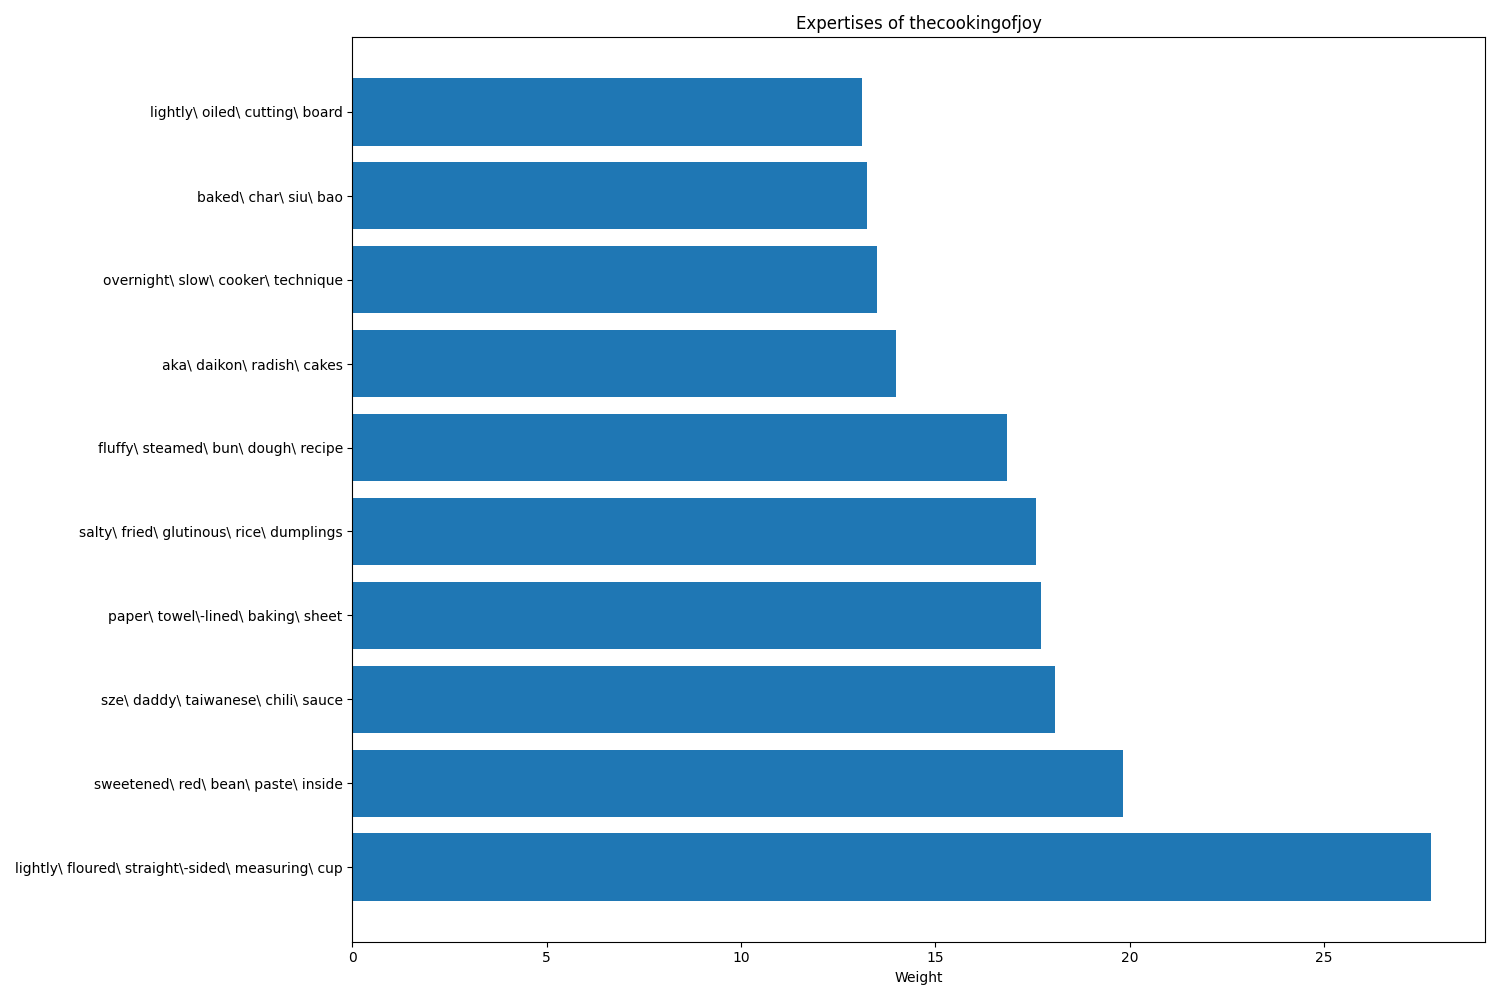 Expertises of thecookingofjoy
lightly\ oiled\ cutting\ board
baked\ char\ siu\ bao
overnight\ slow\ cooker\ technique
aka\ daikon\ radish\ cakes
fluffy\ steamed\ bun\ dough\ recipe
salty\ fried\ glutinous\ rice\ dumplings
paper\ towel\-lined\ baking\ sheet
sze\ daddy\ taiwanese\ chili\ sauce
sweetened\ red\ bean\ paste\ inside
lightly\ floured\ straight\-sided\ measuring\ cup
0 5 10 15 20 25
Weight